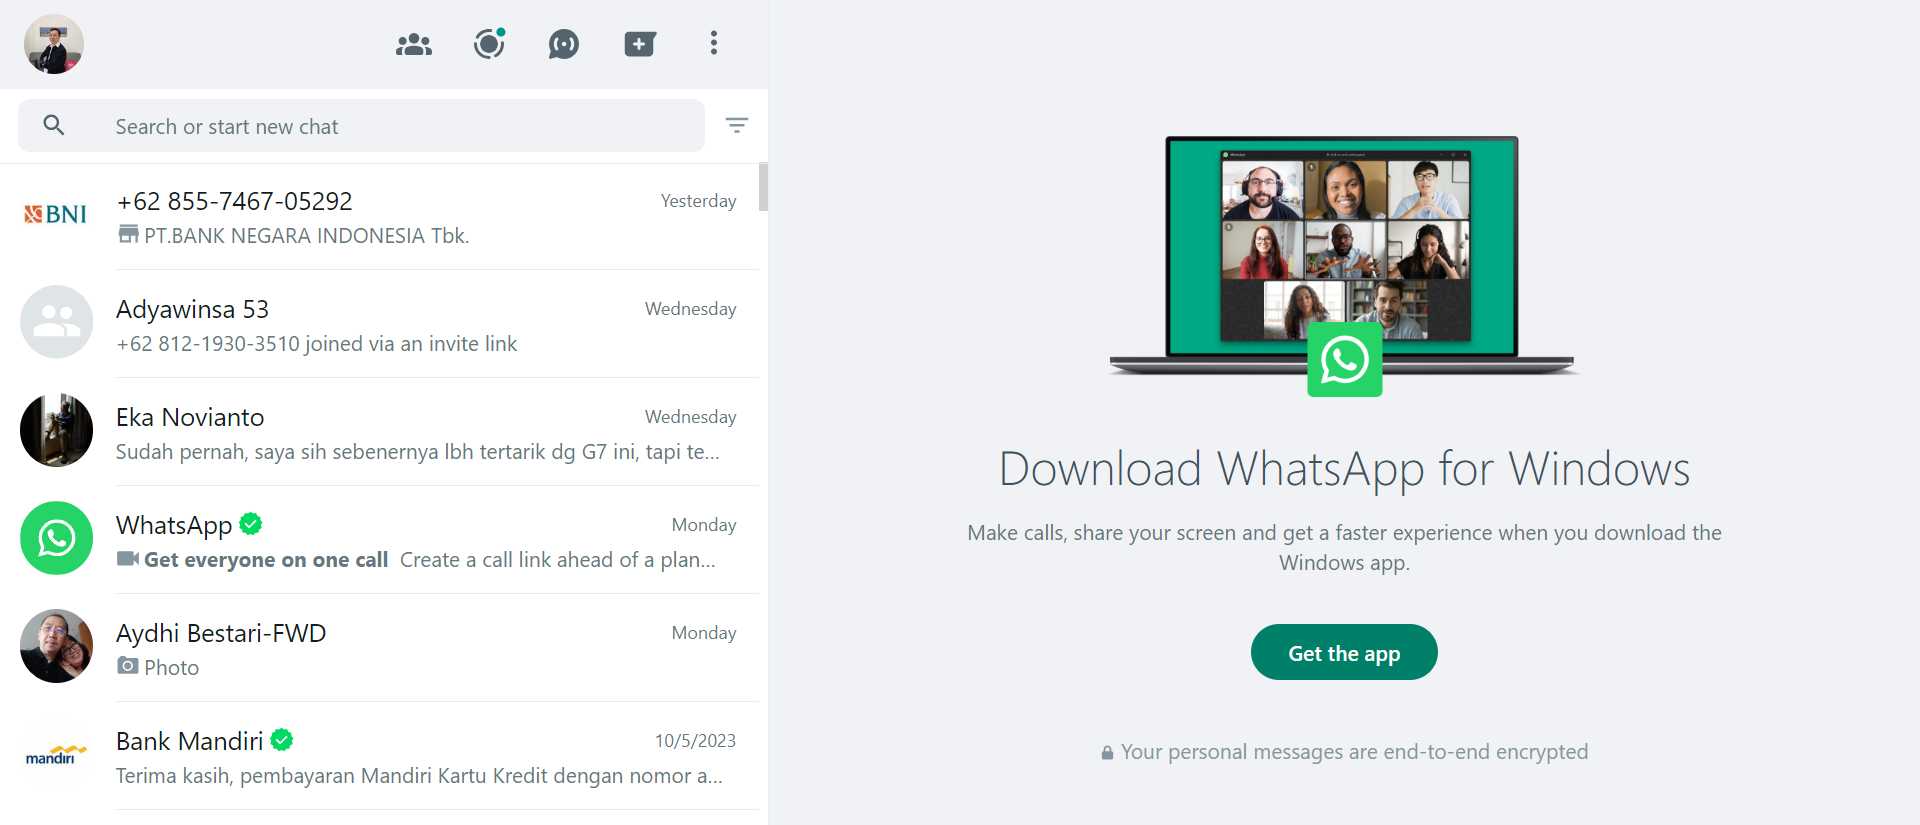 Search or start new chat
BNI
+62 855-7467-05292
Yesterday
PT.BANK NEGARA INDONESIA Tbk.
Adyawinsa 53
Wednesday
+62 812-1930-3510 joined via an invite link
Eka Novianto
Wednesday
Sudah pernah, saya sih sebenernya lbh tertarik dg G7 ini, tapi te...
WhatsApp
Monday
Get everyone on one call Create a call link ahead of a plan...
Aydhi Bestari-FWD
Monday
Photo
mandiri
Bank Mandiri
10/5/2023
Terima kasih, pembayaran Mandiri Kartu Kredit dengan nomor a...
Download WhatsApp for Windows
Make calls, share your screen and get a faster experience when you download the
Windows app.
Get the app
Your personal messages are end-to-end encrypted